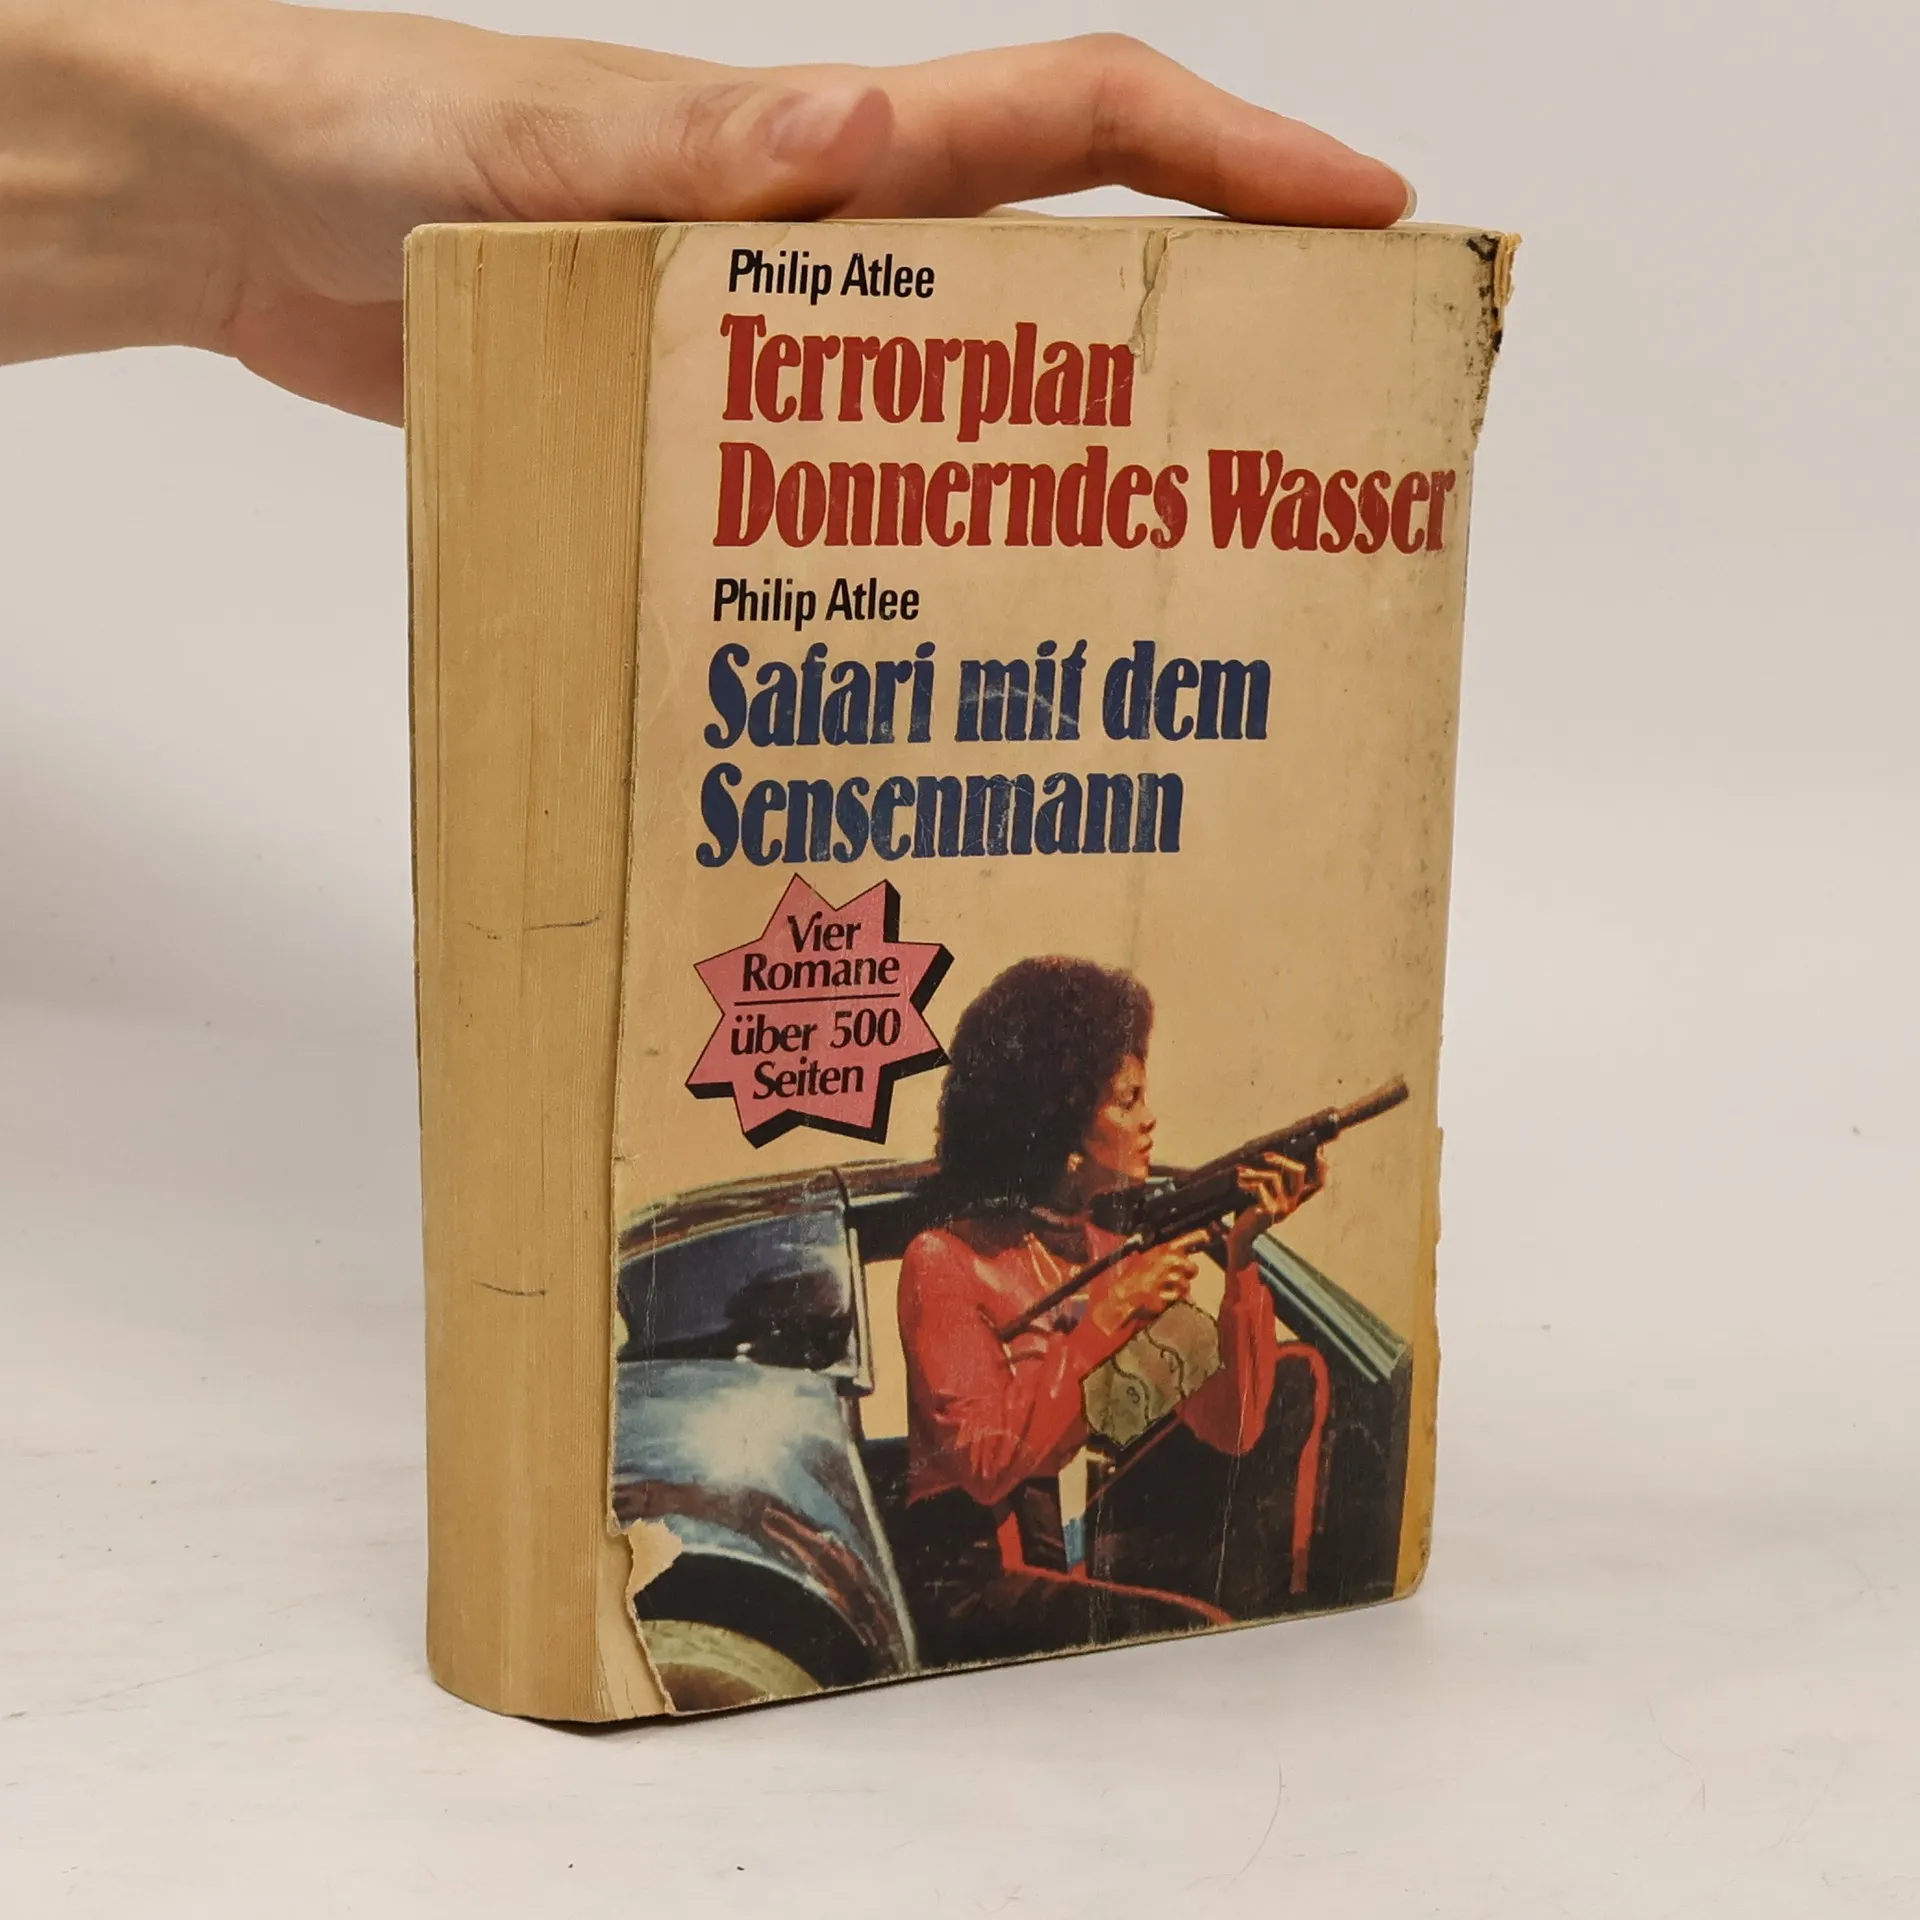 Philip Atlee
Terrorplan
Donnerndes Wasser
Philip Atlee
Safari mit dem
Sensenmann
Vier
Romane
über 500
Seiten